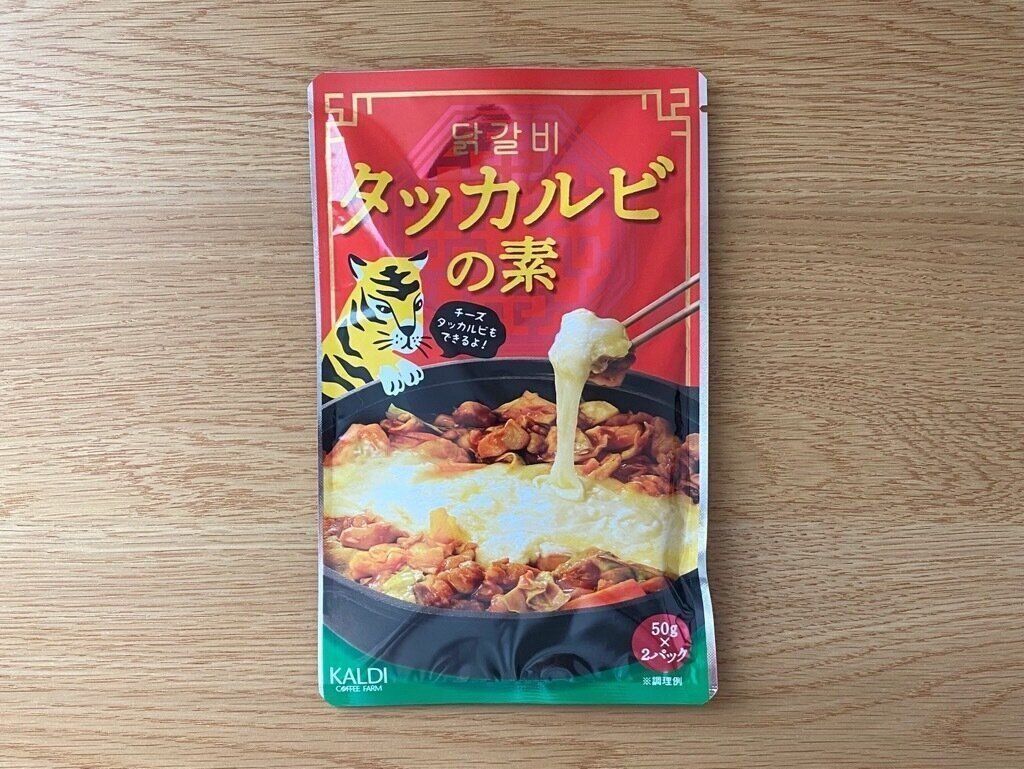 닭갈비
タッカルビ
の素
チーズ
タッカルビも
できるよ!
50g
×
2パック
※調理例
KALDI
COFFEE FARM